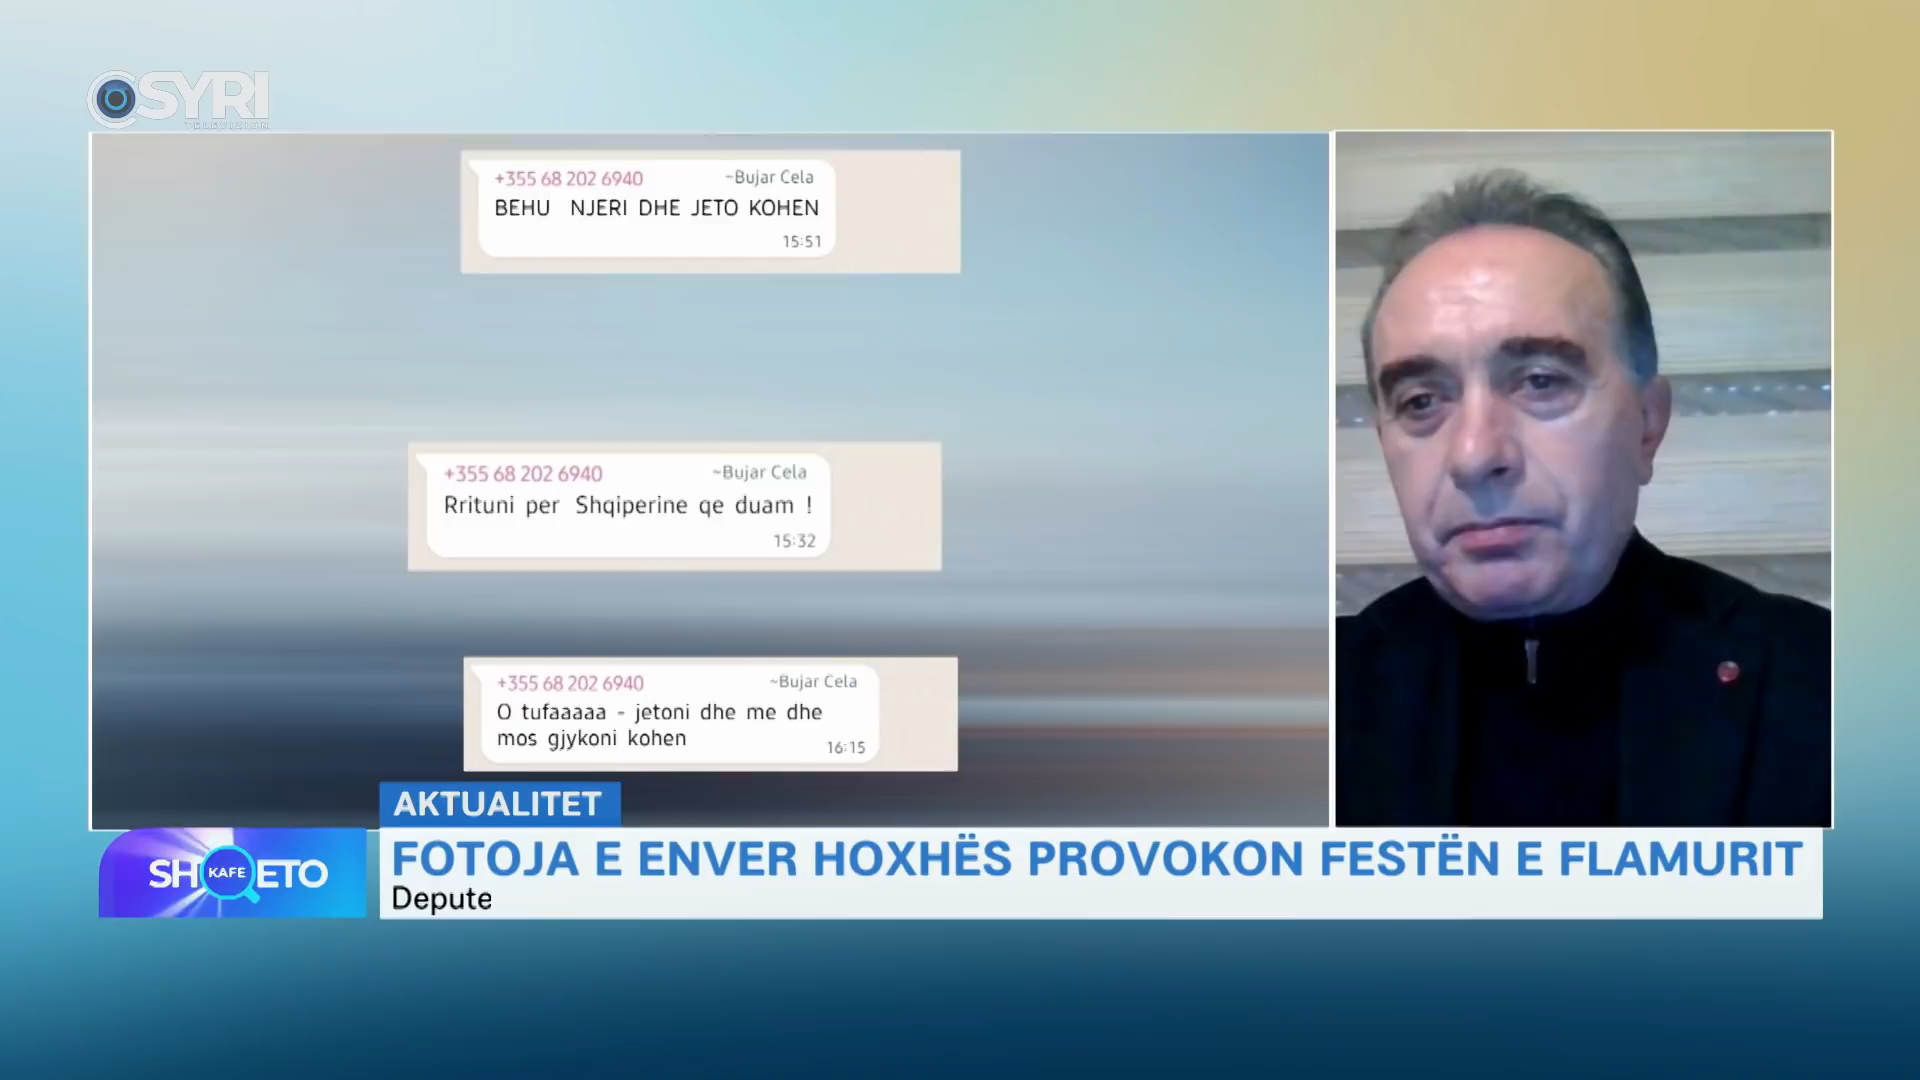 SYRI
TELEVIZION
+355 68 202 6940 ~Bujar Cela
BEHU NJERI DHE JETO KOHEN
15:51
+355 68 202 6940 ~Bujar Cela
Rrituni per Shqiperine qe duam !
15:32
+355 68 202 6940 ~Bujar Cela
O tufaaaaa - jetoni dhe me dhe
mos gjykoni kohen
16:15
AKTUALITET
SHQETO
KAFE
FOTOJA E ENVER HOXHËS PROVOKON FESTËN E FLAMURIT
Depute